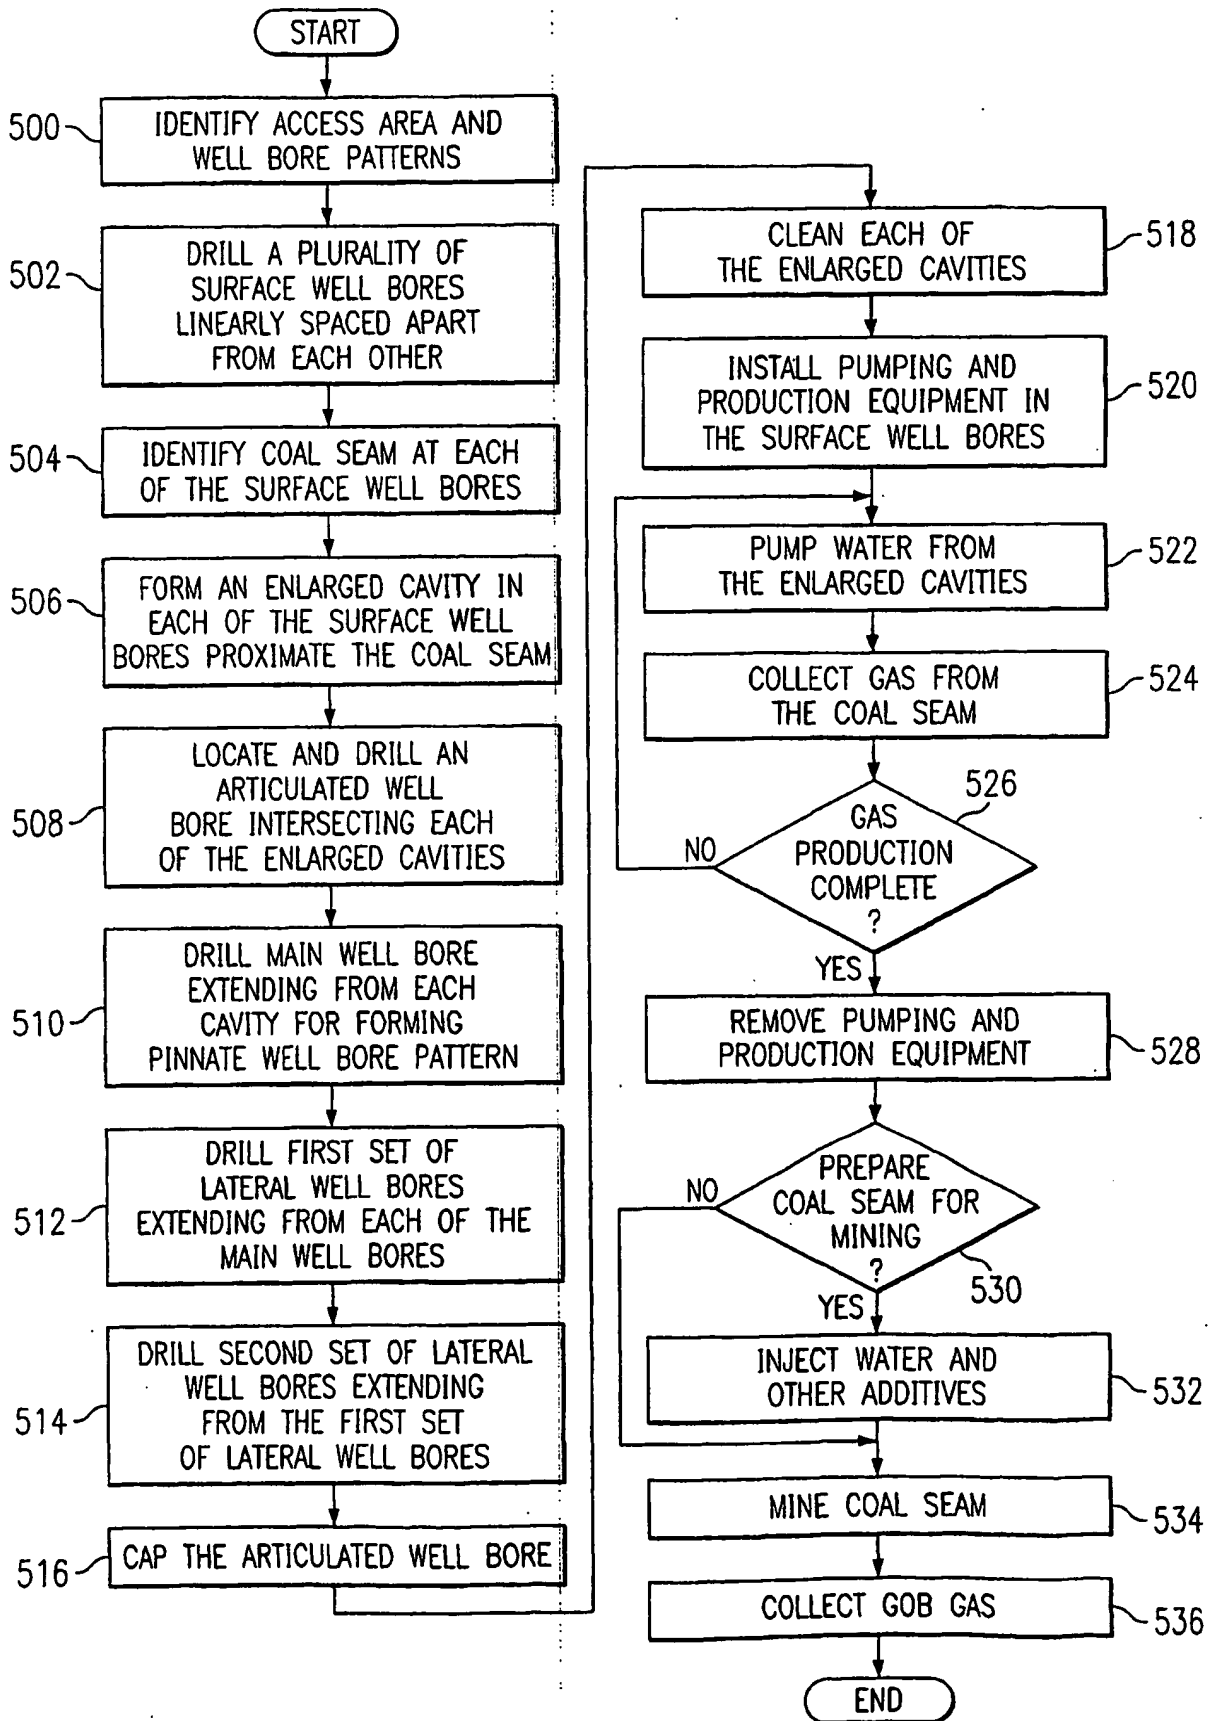 START
500
IDENTIFY ACCESS AREA AND
WELL BORE PATTERNS
502
DRILL A PLURALITY OF
SURFACE WELL BORES
LINEARLY SPACED APART
FROM EACH OTHER
504
IDENTIFY COAL SEAM AT EACH
OF THE SURFACE WELL BORES
506
FORM AN ENLARGED CAVITY IN
EACH OF THE SURFACE WELL
BORES PROXIMATE THE COAL SEAM
508
LOCATE AND DRILL AN
ARTICULATED WELL
BORE INTERSECTING EACH
OF THE ENLARGED CAVITIES
510
DRILL MAIN WELL BORE
EXTENDING FROM EACH
CAVITY FOR FORMING
PINNATE WELL BORE PATTERN
512
DRILL FIRST SET OF
LATERAL WELL BORES
EXTENDING FROM EACH OF THE
MAIN WELL BORES
514
DRILL SECOND SET OF LATERAL
WELL BORES EXTENDING
FROM THE FIRST SET
OF LATERAL WELL BORES
516
CAP THE ARTICULATED WELL BORE
CLEAN EACH OF
THE ENLARGED CAVITIES
518
INSTALL PUMPING AND
PRODUCTION EQUIPMENT IN
THE SURFACE WELL BORES
520
PUMP WATER FROM
THE ENLARGED CAVITIES
522
COLLECT GAS FROM
THE COAL SEAM
524
526
GAS
PRODUCTION
COMPLETE
?
NO
YES
REMOVE PUMPING AND
PRODUCTION EQUIPMENT
528
PREPARE
COAL SEAM FOR
MINING
?
NO
530
YES
INJECT WATER AND
OTHER ADDITIVES
532
MINE COAL SEAM
534
COLLECT GOB GAS
536
END